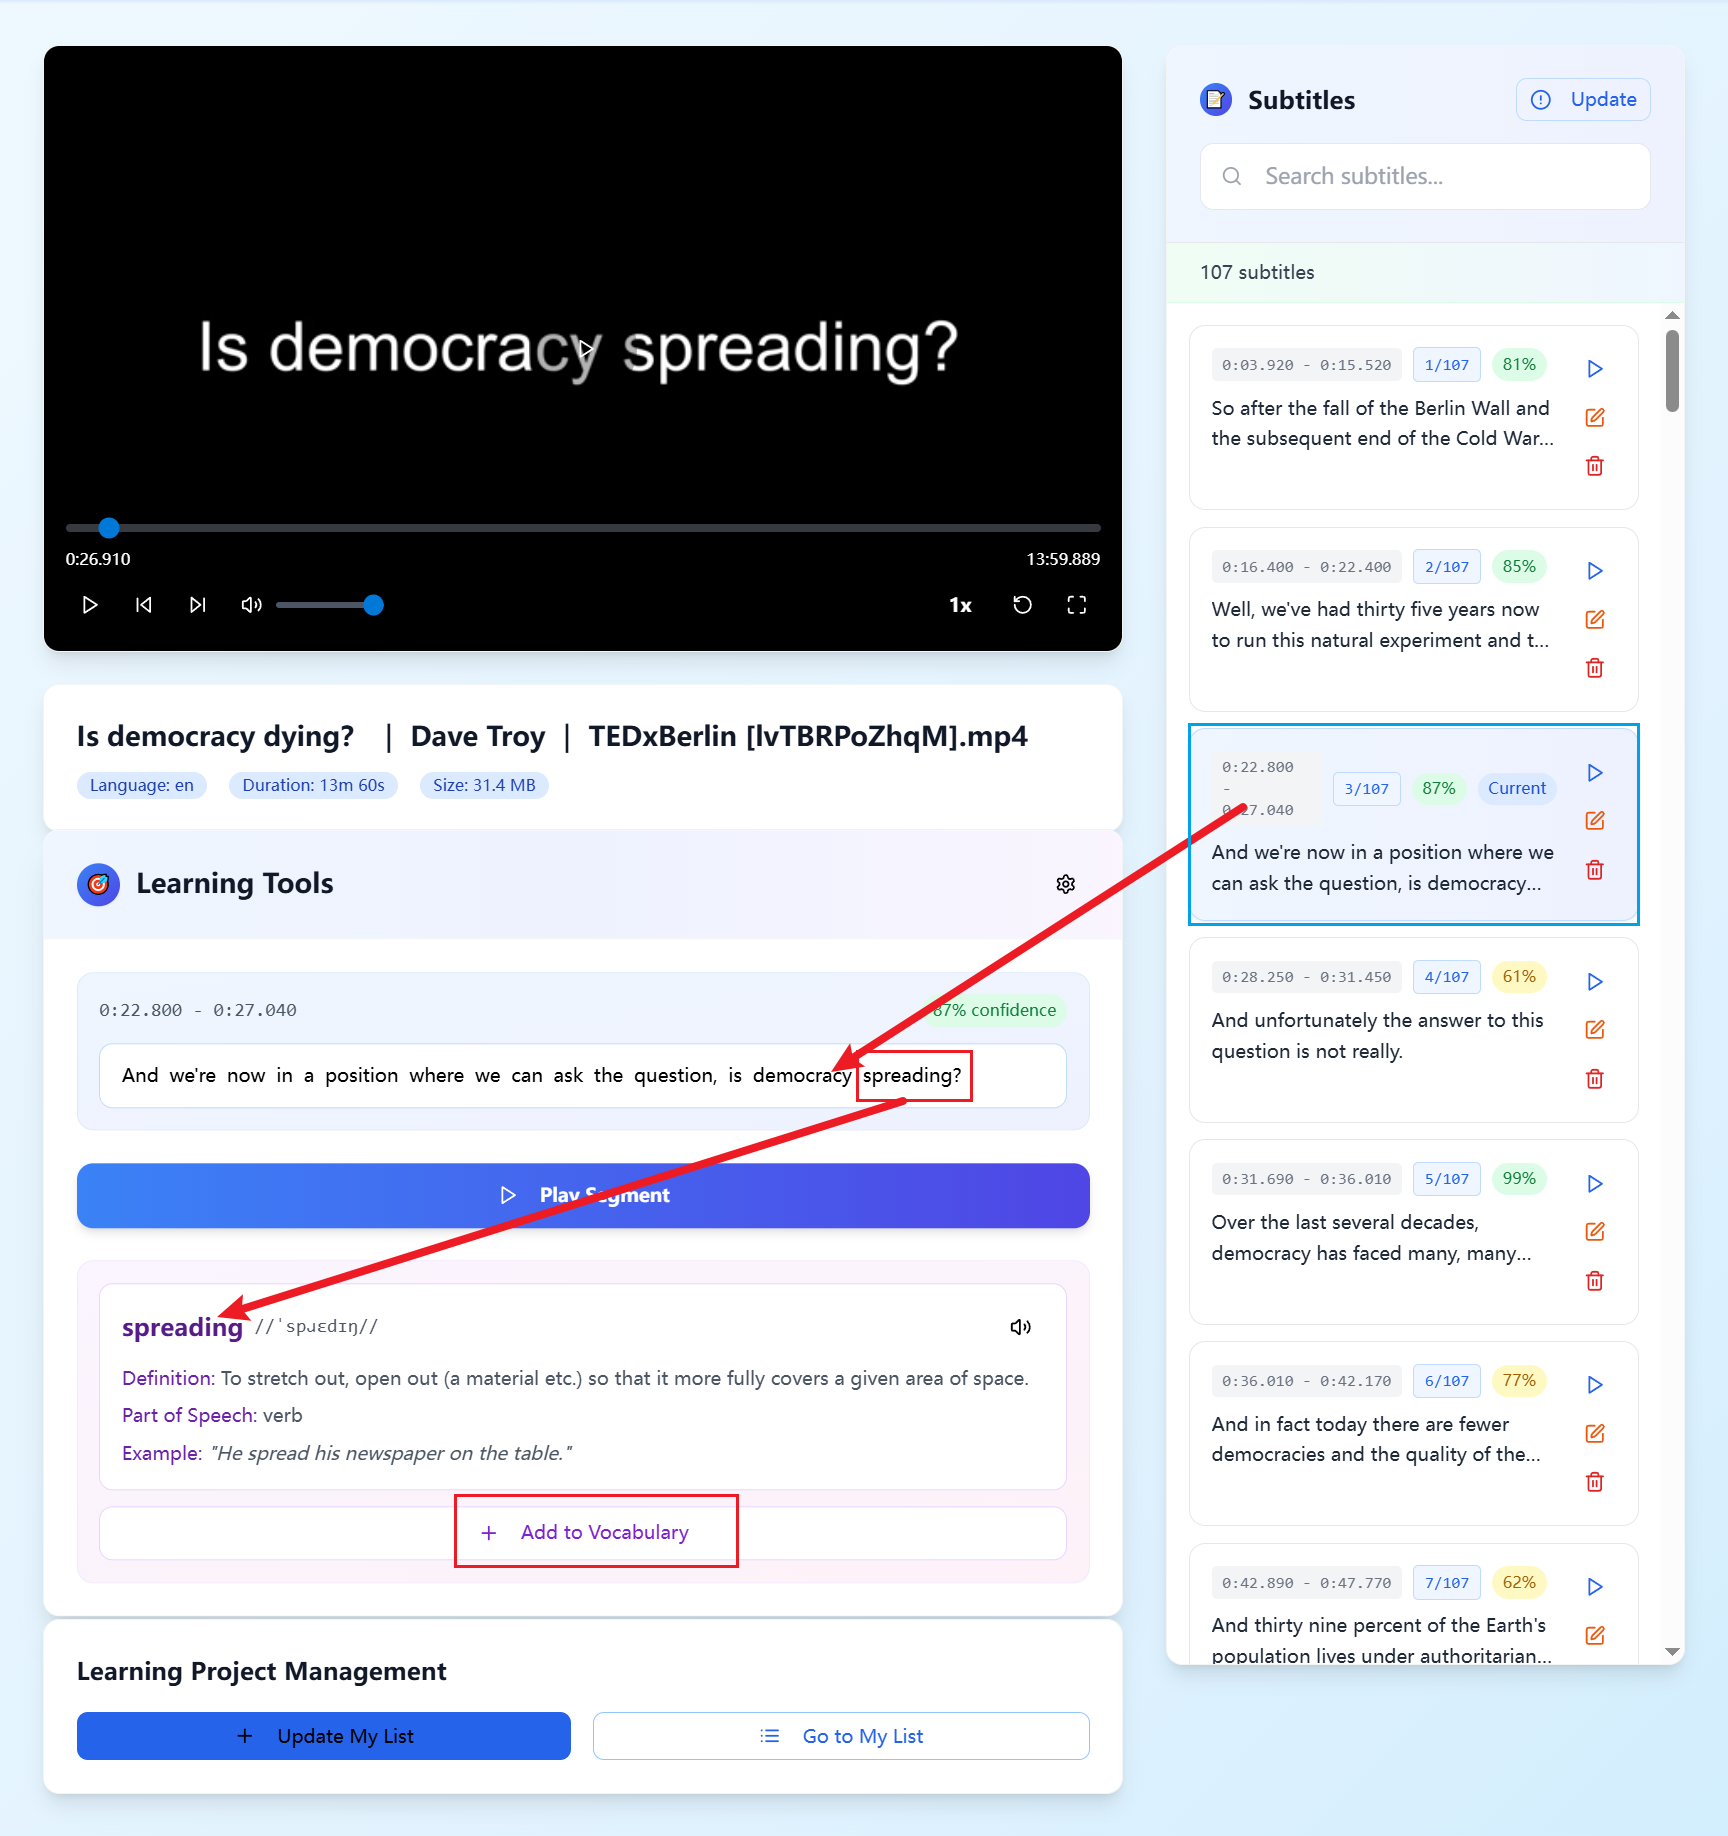 Is democracy spreading?
0:26.910
13:59.889
1x
Is democracy dying? | Dave Troy | TEDxBerlin [lvTBRPoZhqM].mp4
Language: en
Duration: 13m 60s
Size: 31.4 MB
Learning Tools
0:22.800 - 0:27.040
87% confidence
And we're now in a position where we can ask the question, is democracy spreading?
Play Segment
spreading //ˈspɹɛdɪŋ//
Definition: To stretch out, open out (a material etc.) so that it more fully covers a given area of space.
Part of Speech: verb
Example: "He spread his newspaper on the table."
Add to Vocabulary
Learning Project Management
Update My List
Go to My List
Subtitles
Update
Search subtitles...
107 subtitles
0:03.920 - 0:15.520 1/107 81%
So after the fall of the Berlin Wall and
the subsequent end of the Cold War...
0:16.400 - 0:22.400 2/107 85%
Well, we've had thirty five years now
to run this natural experiment and t...
0:22.800
-
0:27.040
3/107 87% Current
And we're now in a position where we
can ask the question, is democracy...
0:28.250 - 0:31.450 4/107 61%
And unfortunately the answer to this
question is not really.
0:31.690 - 0:36.010 5/107 99%
Over the last several decades,
democracy has faced many, many...
0:36.010 - 0:42.170 6/107 77%
And in fact today there are fewer
democracies and the quality of the...
0:42.890 - 0:47.770 7/107 62%
And thirty nine percent of the Earth's
population lives under authoritarian...